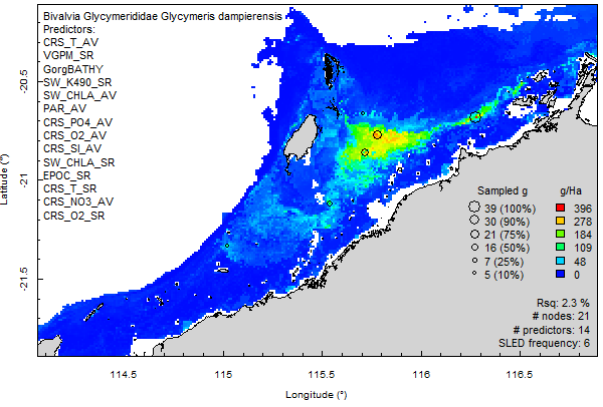 Bivalvia Glycymerididae Glycymeris dampierensis
Predictors:
CRS_T_AV
VGPM_SR
GorgBATHY
SW_K490_SR
SW_CHLA_AV
PAR_AV
CRS_PO4_AV
CRS_O2_AV
CRS_SI_AV
SW_CHLA_SR
EPOC_SR
CRS_T_SR
CRS_NO3_AV
CRS_O2_SR
Latitude (°)
-20.5
-21
-21.5
Sampled g
39 (100%)
30 (90%)
21 (75%)
16 (50%)
7 (25%)
5 (10%)
g/Ha
396
278
184
109
48
0
Rsq: 2.3 %
# nodes: 21
# predictors: 14
SLED frequency: 6
114.5
115
115.5
116
116.5
Longitude (°)